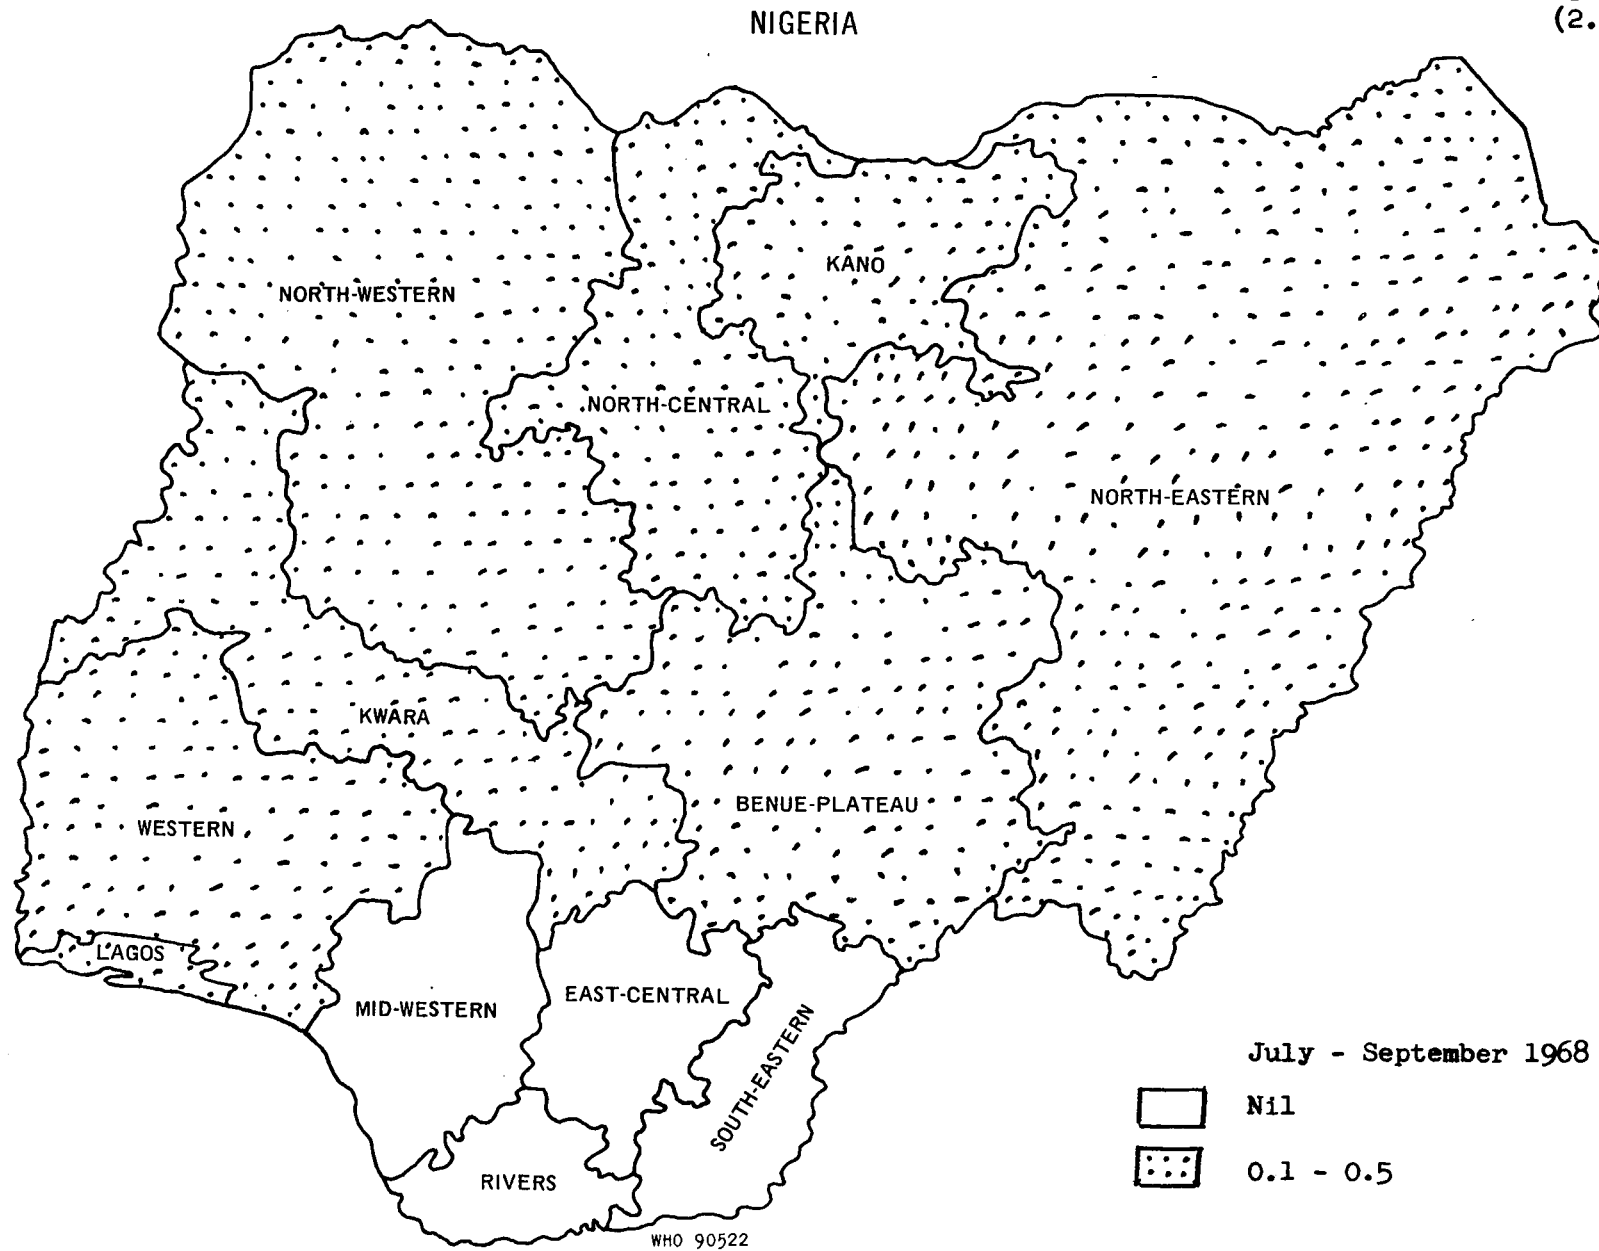 NIGERIA
(2.
KANO
NORTH-WESTERN
NORTH-CENTRAL
NORTH-EASTERN
KWARA
BENUE-PLATEAU
WESTERN
LAGOS
MID-WESTERN
EAST-CENTRAL
SOUTH-EASTERN
RIVERS
July - September 1968
Nil
0.1 - 0.5
WHO 90522